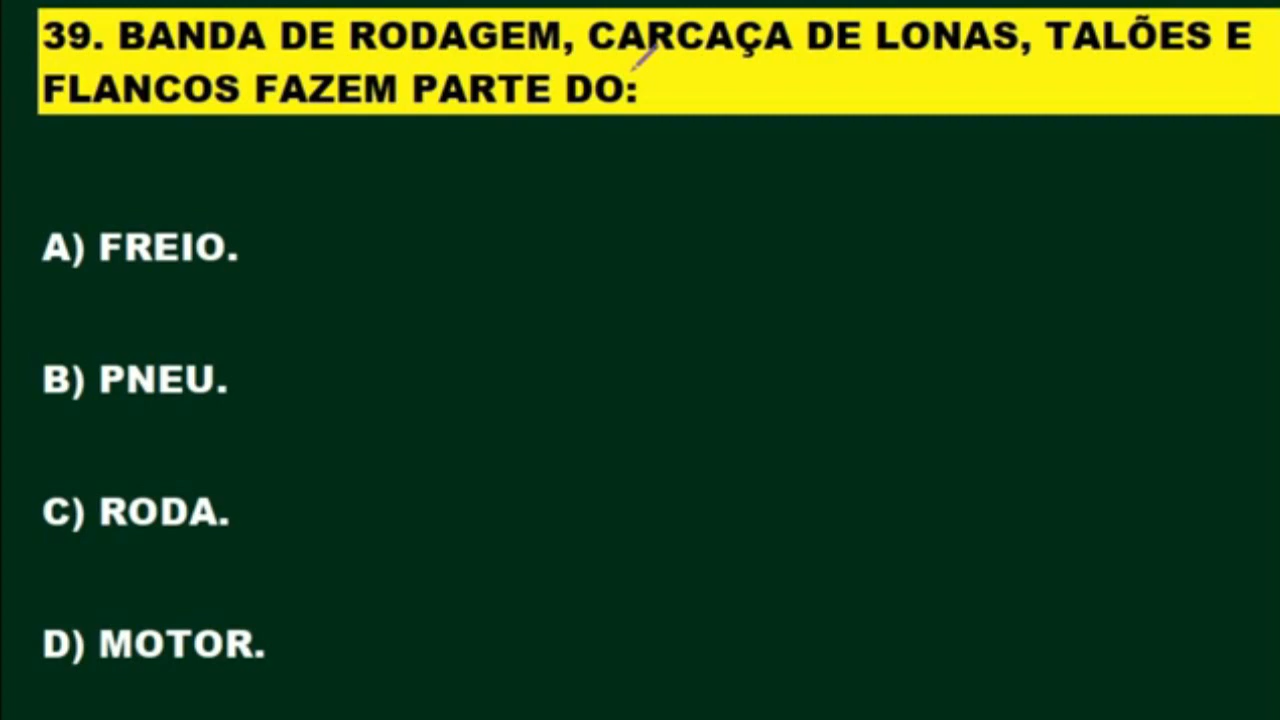 39. BANDA DE RODAGEM, CARCAÇA DE LONAS, TALÕES E
FLANCOS FAZEM PARTE DO:
A) FREIO.
B) PNEU.
C) RODA.
D) MOTOR.